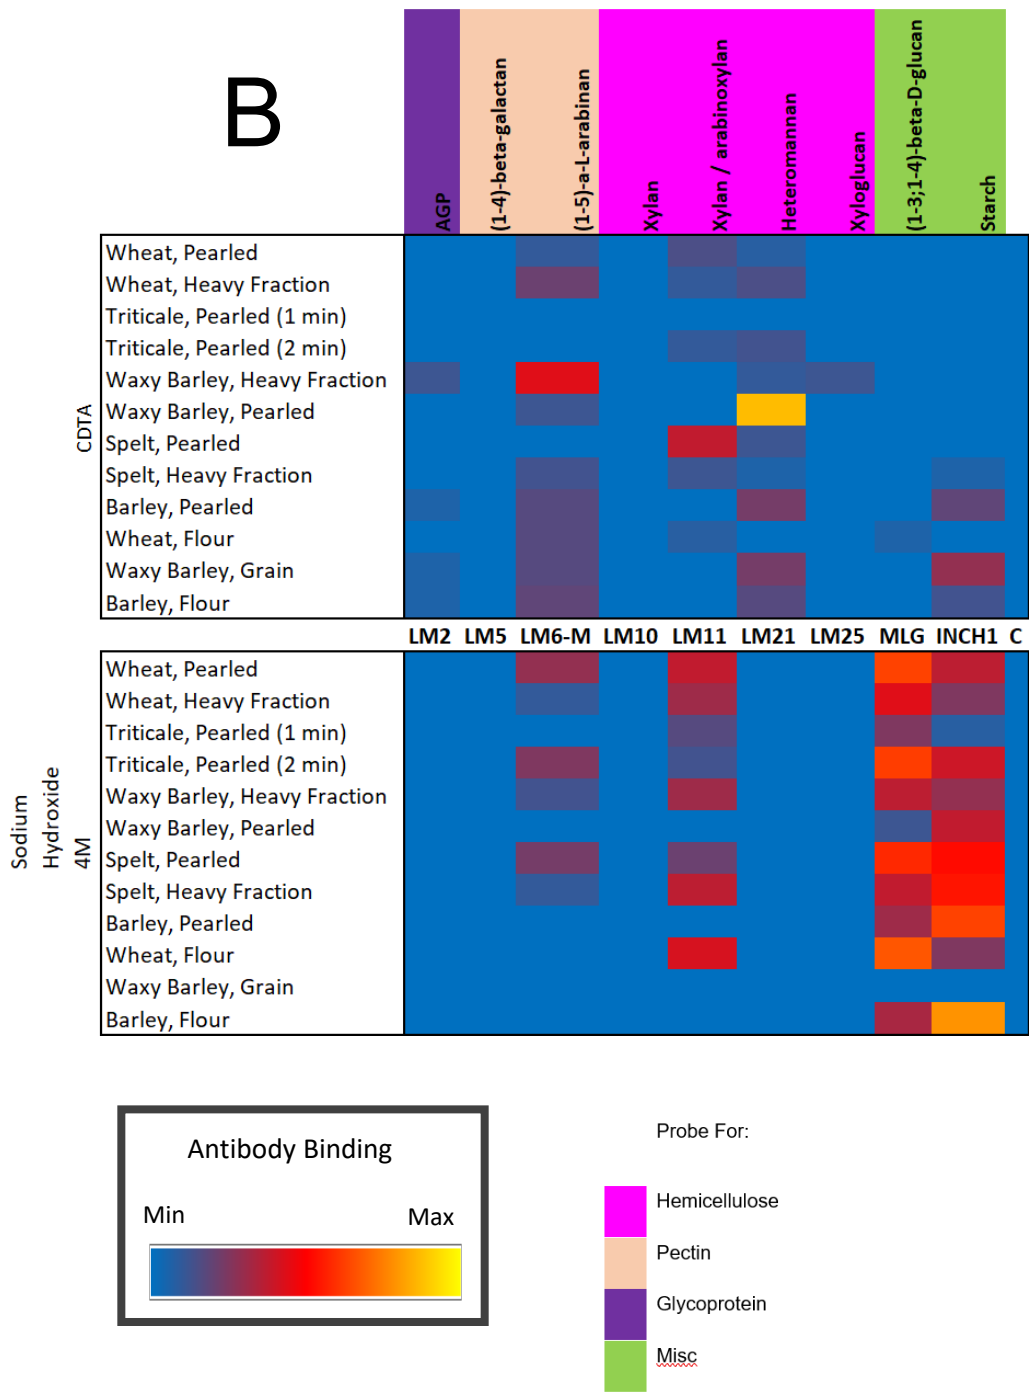 B
AGP
(1-4)-beta-galactan
(1-5)-a-L-arabinan
Xylan
Xylan / arabinoxylan
Heteromannan
Xyloglucan
(1-3;1-4)-beta-D-glucan
Starch
CDTA
Wheat, Pearled
Wheat, Heavy Fraction
Triticale, Pearled (1 min)
Triticale, Pearled (2 min)
Waxy Barley, Heavy Fraction
Waxy Barley, Pearled
Spelt, Pearled
Spelt, Heavy Fraction
Barley, Pearled
Wheat, Flour
Waxy Barley, Grain
Barley, Flour
LM2 LM5 LM6-M LM10 LM11 LM21 LM25 MLG INCH1 C
Sodium
Hydroxide
4M
Wheat, Pearled
Wheat, Heavy Fraction
Triticale, Pearled (1 min)
Triticale, Pearled (2 min)
Waxy Barley, Heavy Fraction
Waxy Barley, Pearled
Spelt, Pearled
Spelt, Heavy Fraction
Barley, Pearled
Wheat, Flour
Waxy Barley, Grain
Barley, Flour
Antibody Binding
Min Max
Probe For:
Hemicellulose
Pectin
Glycoprotein
Misc